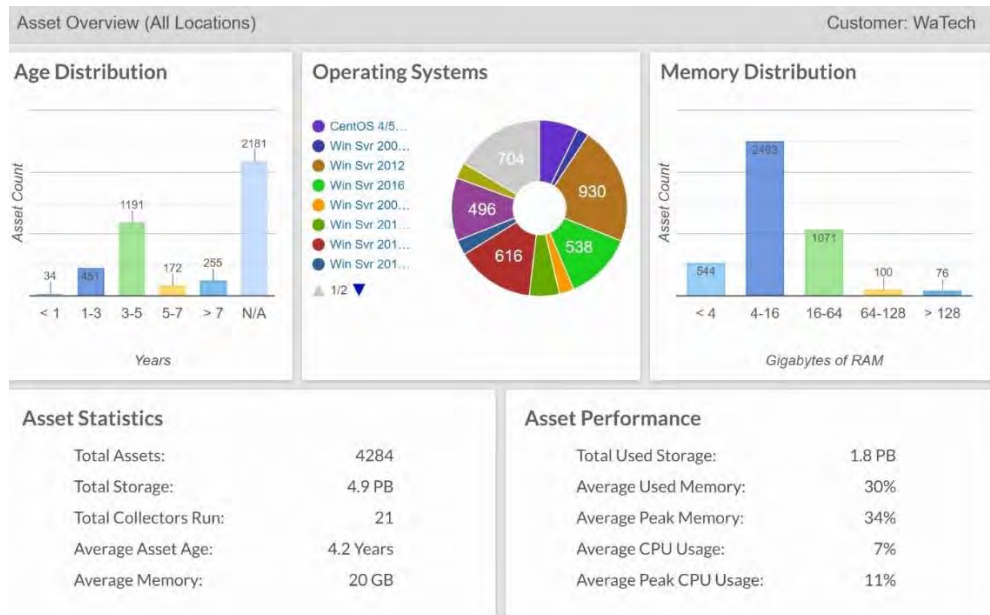 Asset Overview (All Locations)
Customer: WaTech
Age Distribution
Asset Count
2181
1191
451
34
172
255
< 1
1-3
3-5
5-7
> 7
N/A
Years
Operating Systems
CentOS 4/5...
Win Svr 200...
Win Svr 2012
Win Svr 2016
Win Svr 200...
Win Svr 201...
Win Svr 201...
Win Svr 201...
1/2
704
930
496
538
616
Memory Distribution
Asset Count
544
2493
1071
100
76
< 4
4-16
16-64
64-128
> 128
Gigabytes of RAM
Asset Statistics
Total Assets: 4284
Total Storage: 4.9 PB
Total Collectors Run: 21
Average Asset Age: 4.2 Years
Average Memory: 20 GB
Asset Performance
Total Used Storage: 1.8 PB
Average Used Memory: 30%
Average Peak Memory: 34%
Average CPU Usage: 7%
Average Peak CPU Usage: 11%